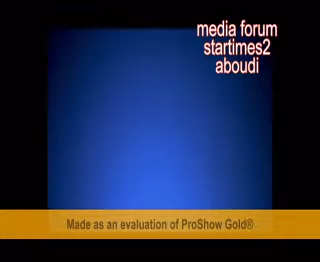 media forum
startimes2
aboudi
Made as an evaluation of ProShow Gold®